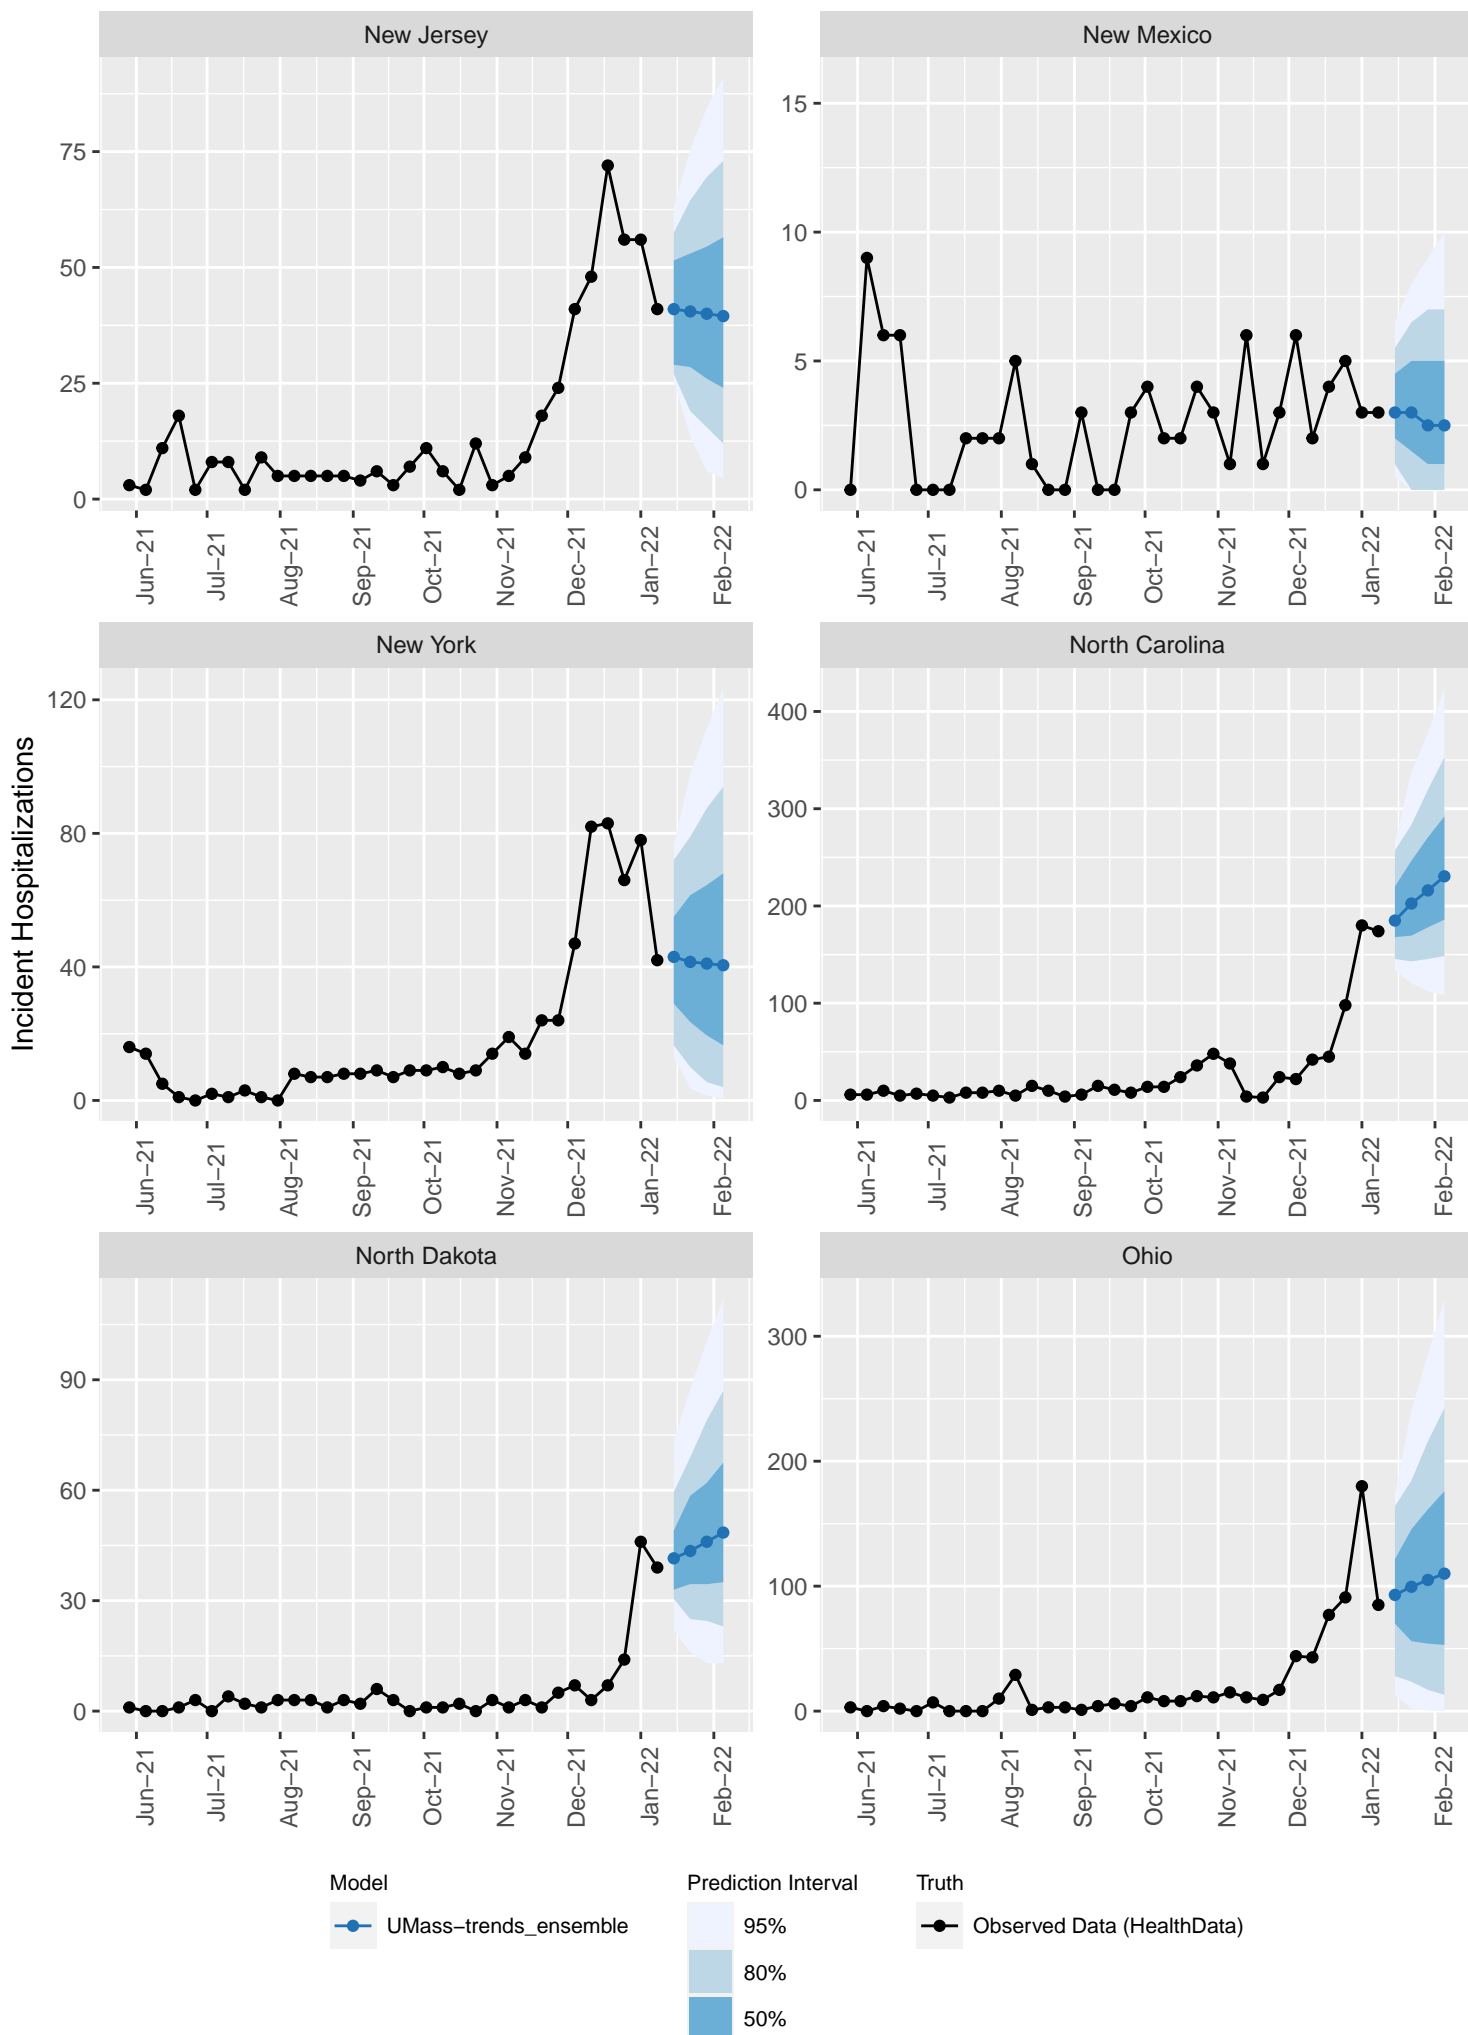 New Jersey
New Mexico
75
50
25
0
15
10
5
0
Jun−21
Jul−21
Aug−21
Sep−21
Oct−21
Nov−21
Dec−21
Jan−22
Feb−22
Jun−21
Jul−21
Aug−21
Sep−21
Oct−21
Nov−21
Dec−21
Jan−22
Feb−22
Incident Hospitalizations
New York
North Carolina
120
80
40
0
400
300
200
100
0
Jun−21
Jul−21
Aug−21
Sep−21
Oct−21
Nov−21
Dec−21
Jan−22
Feb−22
Jun−21
Jul−21
Aug−21
Sep−21
Oct−21
Nov−21
Dec−21
Jan−22
Feb−22
North Dakota
Ohio
90
60
30
0
300
200
100
0
Jun−21
Jul−21
Aug−21
Sep−21
Oct−21
Nov−21
Dec−21
Jan−22
Feb−22
Jun−21
Jul−21
Aug−21
Sep−21
Oct−21
Nov−21
Dec−21
Jan−22
Feb−22
Model
UMass−trends_ensemble
Prediction Interval
95%
80%
50%
Truth
Observed Data (HealthData)